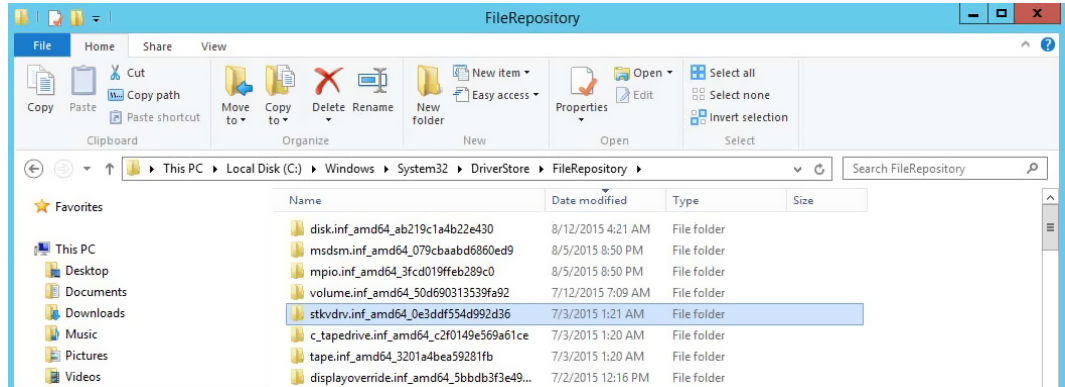 FileRepository
File Home Share View
Copy Paste Cut Copy path Paste shortcut Move to Copy to Delete Rename New folder New item Easy access Properties Open Edit Select all Select none Invert selection
Clipboard Organize New Open Select
This PC Local Disk (C:) Windows System32 DriverStore FileRepository Search FileRepository
Name Date modified Type Size
Favorites
disk.inf_amd64_ab219c1a4b22e430 8/12/2015 4:21 AM File folder
This PC msdsm.inf_amd64_079cbaabd6860ed9 8/5/2015 8:50 PM File folder
Desktop mpio.inf_amd64_3fcd019ffeb289c0 8/5/2015 8:50 PM File folder
Documents volume.inf_amd64_50d690313539fa92 7/12/2015 7:09 AM File folder
Downloads stkvdrv.inf_amd64_0e3ddf554d992d36 7/3/2015 1:21 AM File folder
Music c_tapedrive.inf_amd64_c2f0149e569a61ce 7/3/2015 1:20 AM File folder
Pictures tape.inf_amd64_3201a4bea59281fb 7/3/2015 1:20 AM File folder
Videos displayoverride.inf_amd64_5bbdb3f3e49... 7/2/2015 12:16 PM File folder